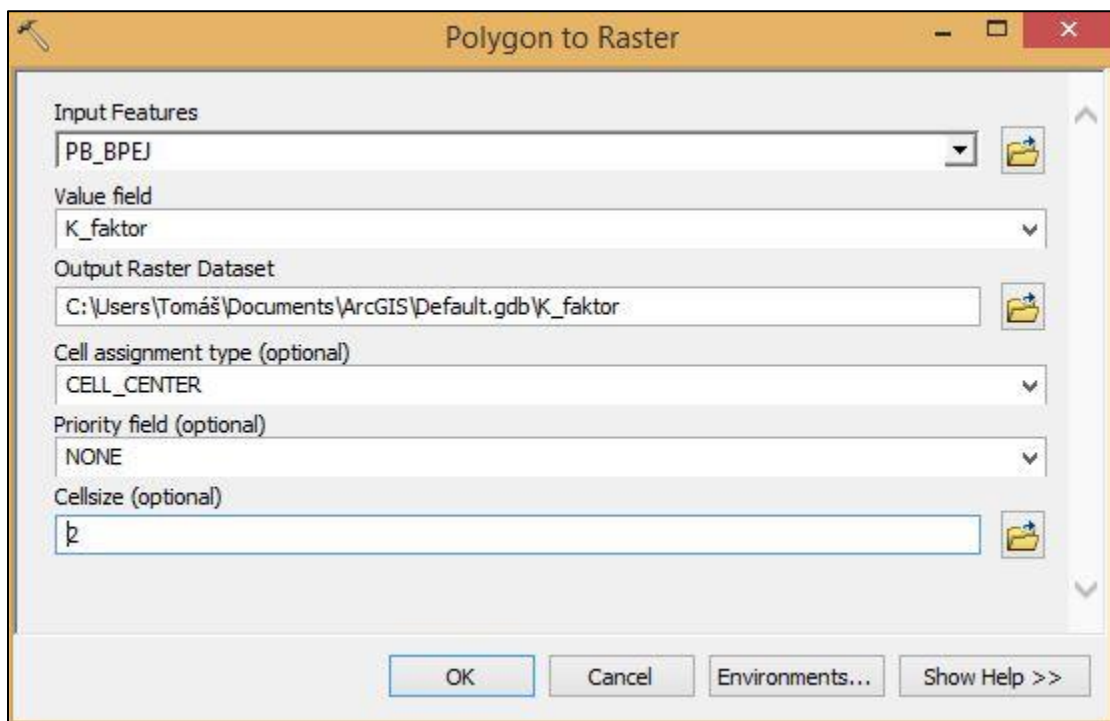 Polygon to Raster
Input Features
PB_BPEJ
Value field
K_faktor
Output Raster Dataset
C:\Users\Tomáš\Documents\ArcGIS\Default.gdb\K_faktor
Cell assignment type (optional)
CELL_CENTER
Priority field (optional)
NONE
Cellsize (optional)
2
OK Cancel Environments... Show Help >>